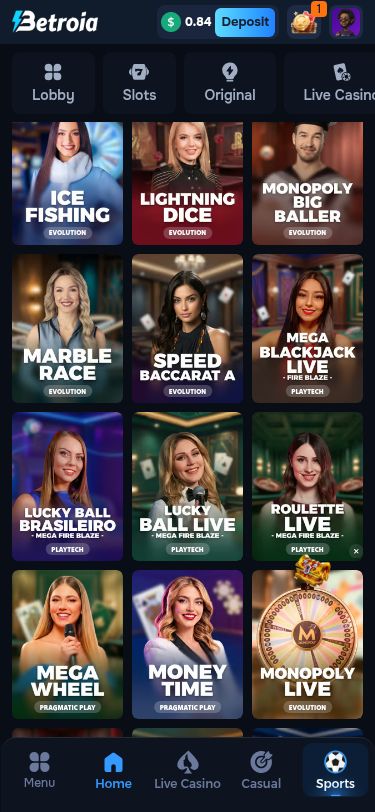 Betroia
$ 0.84 Deposit
1
Lobby Slots Original Live Casino
ICE
FISHING
EVOLUTION
LIGHTNING
DICE
EVOLUTION
MONOPOLY
BIG
BALLER
EVOLUTION
MARBLE
RACE
EVOLUTION
SPEED
BACCARAT A
EVOLUTION
MEGA
BLACKJACK
LIVE
- FIRE BLAZE -
PLAYTECH
LUCKY BALL
BRASILEIRO
- MEGA FIRE BLAZE -
PLAYTECH
LUCKY
BALL LIVE
- MEGA FIRE BLAZE -
PLAYTECH
ROULETTE
LIVE
- MEGA FIRE BLAZE -
PLAYTECH
×
MEGA
WHEEL
PRAGMATIC PLAY
MONEY
TIME
PRAGMATIC PLAY
M
MONOPOLY
LIVE
EVOLUTION
Menu Home Live Casino Casual Sports